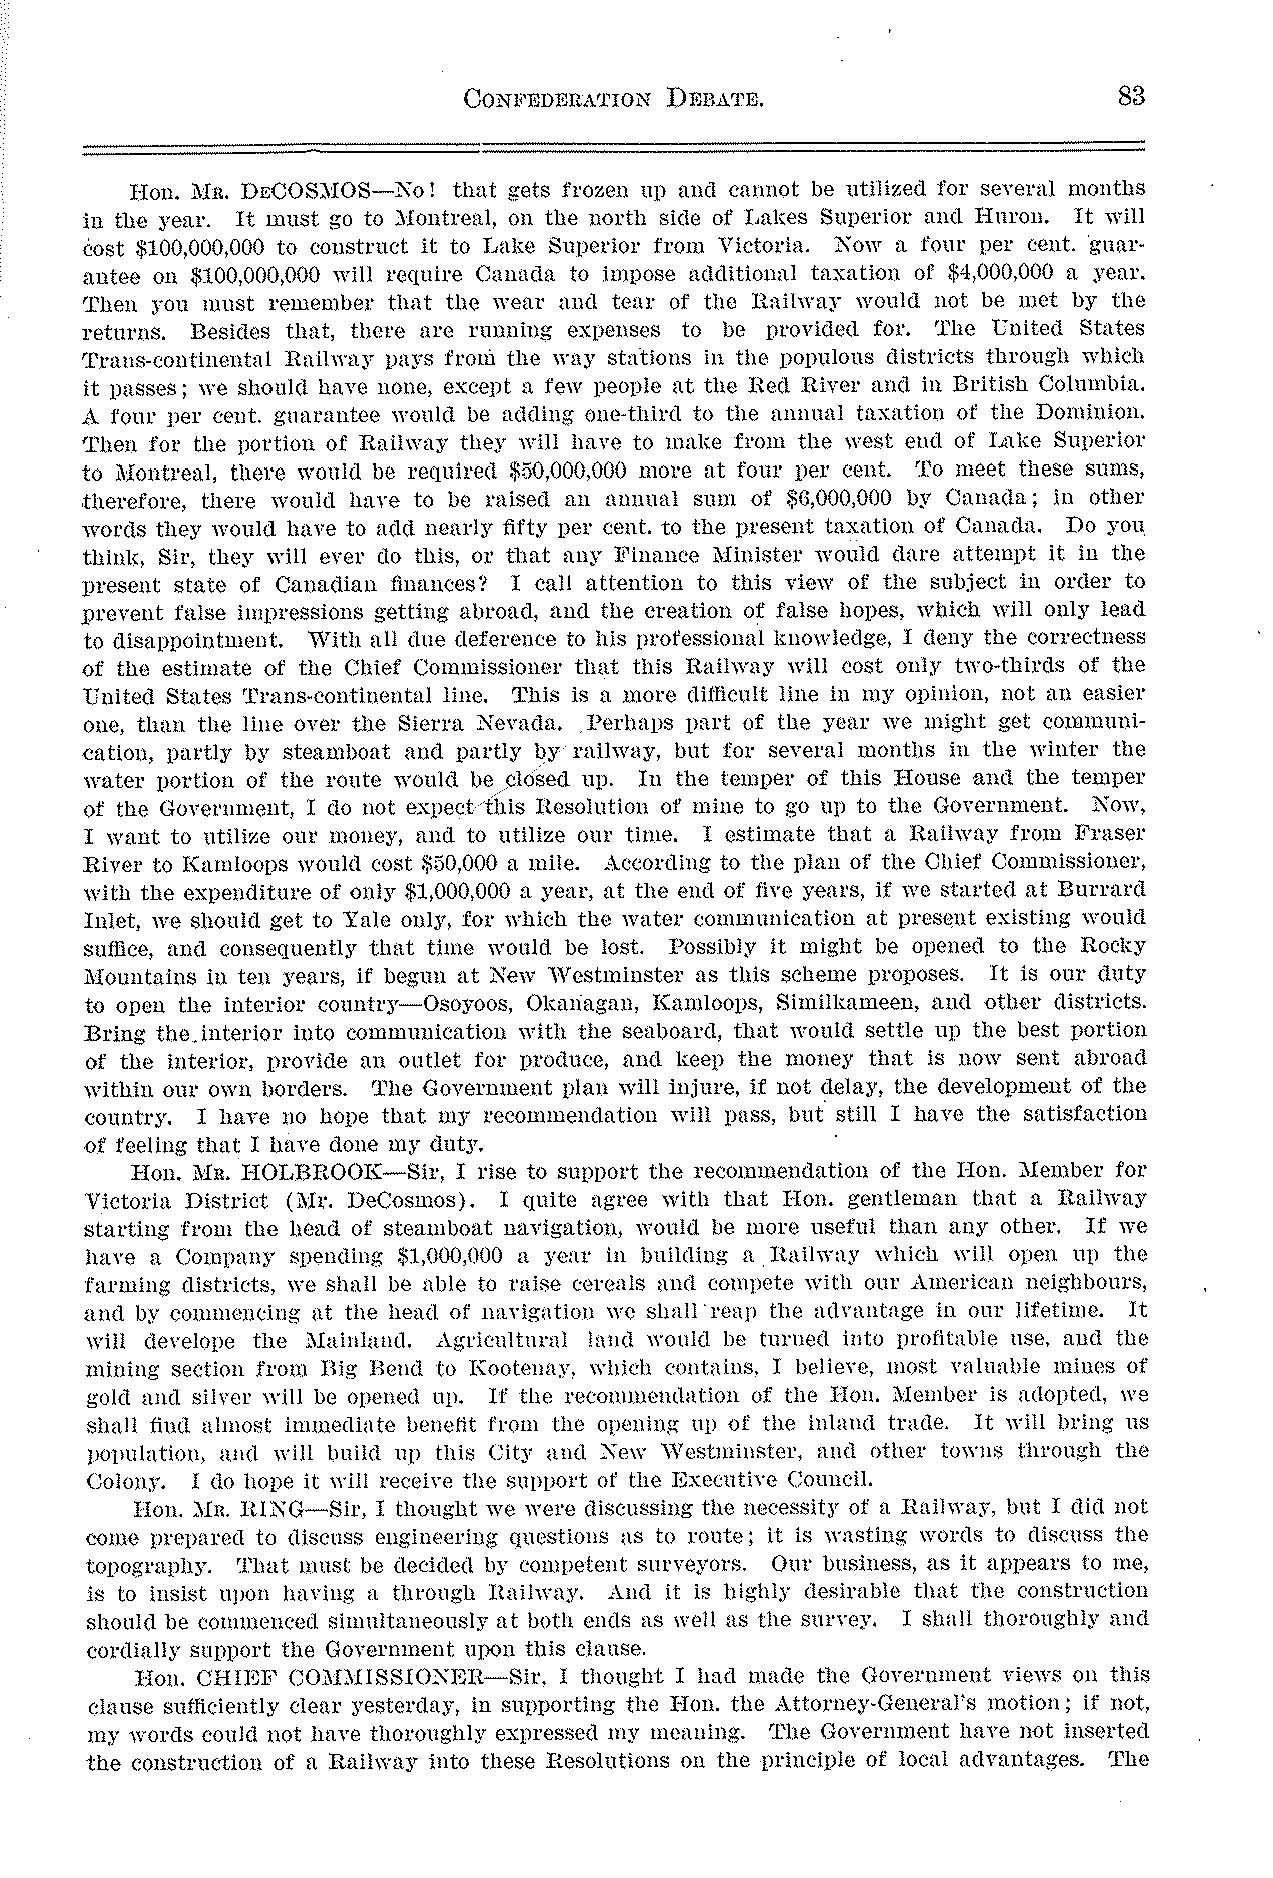 CONFEDERATION DEBATE. 83
Hon. MR. DECOSMOS—No! that gets frozen up and cannot be utilized for several months
in the year. It must go to Montreal, on the north side of Lakes Superior and Huron. It will
cost $100,000,000 to construct it to Lake Superior from Victoria. Now a four per cent. guar-
antee on $100,000,000 will require Canada to impose additional taxation of $4,000,000 a year.
Then you must remember that the wear and tear of the Railway would not be met by the
returns. Besides that, there are running expenses to be provided for. The United States
Trans-continental Railway pays from the way stations in the populous districts through which
it passes; we should have none, except a few people at the Red River and in British Columbia.
A four per cent. guarantee would be adding one-third to the annual taxation of the Dominion.
Then for the portion of Railway they will have to make from the west end of Lake Superior
to Montreal, there would be required $50,000,000 more at four per cent. To meet these sums,
therefore, there would have to be raised an annual sum of $6,000,000 by Canada; in other
words they would have to add nearly fifty per cent. to the present taxation of Canada. Do you
think, Sir, they will ever do this, or that any Finance Minister would dare attempt it in the
present state of Canadian finances? I call attention to this view of the subject in order to
prevent false impressions getting abroad, and the creation of false hopes, which will only lead
to disappointment. With all due deference to his professional knowledge, I deny the correctness
of the estimate of the Chief Commissioner that this Railway will cost only two-thirds of the
United States Trans-continental line. This is a more difficult line in my opinion, not an easier
one, than the line over the Sierra Nevada. Perhaps part of the year we might get communi-
cation, partly by steamboat and partly by railway, but for several months in the winter the
water portion of the route would be closed up. In the temper of this House and the temper
of the Government, I do not expect this Resolution of mine to go up to the Government. Now,
I want to utilize our money, and to utilize our time. I estimate that a Railway from Fraser
River to Kamloops would cost $50,000 a mile. According to the plan of the Chief Commissioner,
with the expenditure of only $1,000,000 a year, at the end of five years, if we started at Burrard
Inlet, we should get to Yale only, for which the water communication at present existing would
suffice, and consequently that time would be lost. Possibly it might be opened to the Rocky
Mountains in ten years, if begun at New Westminster as this scheme proposes. It is our duty
to open the interior country—Osoyoos, Okanagan, Kamloops, Similkameen, and other districts.
Bring the interior into communication with the seaboard, that would settle up the best portion
of the interior, provide an outlet for produce, and keep the money that is now sent abroad
within our own borders. The Government plan will injure, if not delay, the development of the
country. I have no hope that my recommendation will pass, but still I have the satisfaction
of feeling that I have done my duty.
Hon. MR. HOLBROOK—Sir, I rise to support the recommendation of the Hon. Member for
Victoria District (Mr. DeCosmos). I quite agree with that Hon. gentleman that a Railway
starting from the head of steamboat navigation, would be more useful than any other. If we
have a Company spending $1,000,000 a year in building a Railway which will open up the
farming districts, we shall be able to raise cereals and compete with our American neighbours,
and by commencing at the head of navigation we shall reap the advantage in our lifetime. It
will develope the Mainland. Agricultural land would be turned into profitable use, and the
mining section from Big Bend to Kootenay, which contains, I believe, most valuable mines of
gold and silver will be opened up. If the recommendation of the Hon. Member is adopted, we
shall find almost immediate benefit from the opening up of the inland trade. It will bring us
population, and will build up this City and New Westminster, and other towns through the
Colony. I do hope it will receive the support of the Executive Council.
Hon. MR. RING—Sir, I thought we were discussing the necessity of a Railway, but I did not
come prepared to discuss engineering questions as to route; it is wasting words to discuss the
topography. That must be decided by competent surveyors. Our business, as it appears to me,
is to insist upon having a through Railway. And it is highly desirable that the construction
should be commenced simultaneously at both ends as well as the survey. I shall thoroughly and
cordially support the Government upon this clause.
Hon. CHIEF COMMISSIONER—Sir, I thought I had made the Government views on this
clause sufficiently clear yesterday, in supporting the Hon. the Attorney-General's motion; if not,
my words could not have thoroughly expressed my meaning. The Government have not inserted
the construction of a Railway into these Resolutions on the principle of local advantages. The